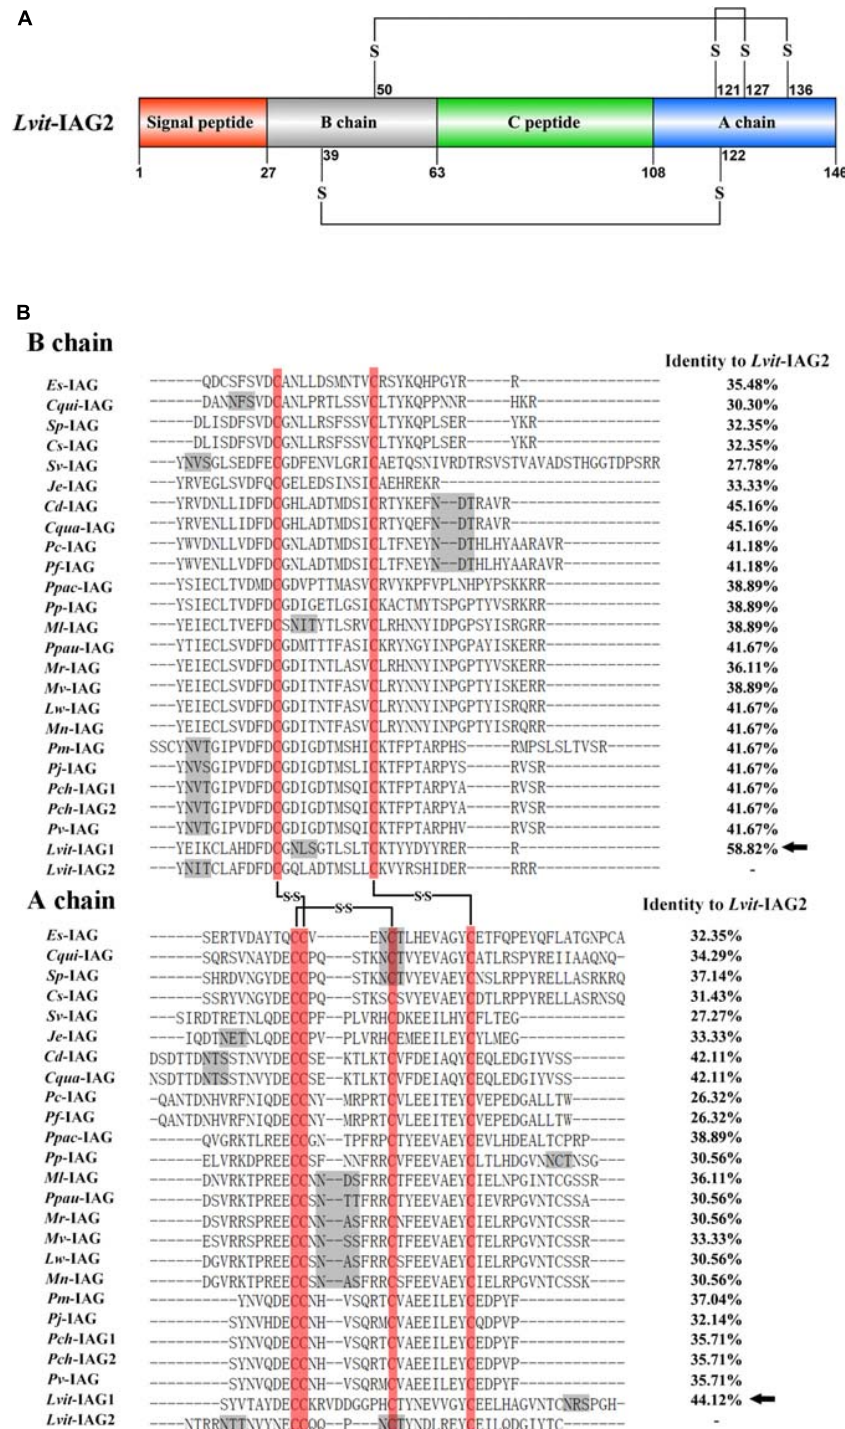 A
S S S S
50 121 127 136
Lvit-IAG2 Signal peptide B chain C peptide A chain
39 122
1 27 63 108 146
S S
B
B chain
Identity to Lvit-IAG2
Es-IAG ------QDCSFSVDCANLLDSMNTVCRSYKQHPGYR-----R---------------- 35.48%
Cqui-IAG ------DANNFSVDCANLPRTLSSVCLTYKQPPNNR-----HKR-------------- 30.30%
Sp-IAG -----DLISDFSVDCGNLLRSFSSVCLTYKQPLSER-----YKR-------------- 32.35%
Cs-IAG -----DLISDFSVDCGNLLRSFSSVCLTYKQPLSER-----YKR-------------- 32.35%
Sv-IAG ---YNVSGLSEDFECGDFENVLGRICAETQSNIVRDTRSVSTVAVADSTHGGTDPSRR 27.78%
Je-IAG ---YRVEGLSVDFQCGELEDSINSICAEHREKR------------------------- 33.33%
Cd-IAG ---YRVDNLLIDFDCGHLADTMDSICRTYKEFN--DTRAVR----------------- 45.16%
Cqua-IAG ---YRVENLLIDFDCGHLADTMDSICRTYQEFN--DTRAVR----------------- 45.16%
Pc-IAG ---YWVDNLLVDFDCGNLADTMDSICLTFNEYN--DTHLHYAARAVR----------- 41.18%
Pf-IAG ---YWVENLLVDFDCGNLADTMDSICLTFNEYN--DTHLHYAARAVR----------- 41.18%
Ppac-IAG ---YSIECLTVDMDCGDVPTTMASVCRVYKPFVPLNHPYPSKKRR------------- 38.89%
Pp-IAG ---YSIECLTVDFDCGDIGETLGSICKACTMYTSPGPTYVSRKRR------------- 38.89%
Ml-IAG ---YEIECLTVEFDCSNITYTLSRVCLRHNNYIDPGPSYISRGRR------------- 38.89%
Ppau-IAG ---YTIECLSVDFDCGDMTTTFASICKRYNGYINPGPAYISKERR------------- 41.67%
Mr-IAG ---YEIECLSVDFDCGDITNTLASVCLRHNNYINPGPTYVSKERR------------- 36.11%
Mv-IAG ---YEIECLSVDFDCGDITNTFASVCLRYNNYINPGPTYISKERR------------- 38.89%
Lw-IAG ---YEIECLSVDFDCGDITNTFASVCLRYNNYINPGPTYISRQRR------------- 41.67%
Mn-IAG ---YEIECLSVDFDCGDITNTFASVCLRYNNYINPGPTYISRQRR------------- 41.67%
Pm-IAG SSCYNVTGIPVDFDCGDIGDTMSHICKTFPTARPHS-----RMPSLSLTVSR------ 41.67%
Pj-IAG ---YNVSGIPVDFDCGDIGDTMSLICKTFPTARPYS-----RVSR------------- 41.67%
Pch-IAG1 ---YNVTGIPVDFDCGDIGDTMSQICKTFPTARPYA-----RVSR------------- 41.67%
Pch-IAG2 ---YNVTGIPVDFDCGDIGDTMSQICKTFPTARPYA-----RVSR------------- 41.67%
Pv-IAG ---YNVTGIPVDFDCGDIGDTMSQICKTFPTARPHV-----RVSR------------- 41.67%
Lvit-IAG1 ---YEIKCLAHDFDCGNLSGTLSLTCKTYYDYYRER-----R---------------- 58.82%
Lvit-IAG2 ---YNITCLAFDFDCGQLADTMSLLCKVYRSHIDER-----RRR-------------- -
S-S S-S S-S
A chain
Identity to Lvit-IAG2
Es-IAG ------SERTVDAYTQCCV------ENCTLHEVAGYCETFQPEYQFLATGNPCA 32.35%
Cqui-IAG ------SQRSVNAYDECCPQ---STKNCTVYEVAGYCATLRSPYREIIAAQNQ- 34.29%
Sp-IAG ------SHRDVNGYDECCPQ---STKNCTVYEVAEYCNSLRPPYRELLASRKRQ 37.14%
Cs-IAG ------SSRYVNGYDECCPQ---STKSCSVYEVAEYCDTLRPPYRELLASRNSQ 31.43%
Sv-IAG ---SIRDTRETNLQDECCPF---PLVRHCDKEEILHYCFLTEG------------ 27.27%
Je-IAG -----IQDTNETNLQDECCPV---PLVRHCEMEEILEYCYLMEG------------ 33.33%
Cd-IAG DSDTTDNTSSTNVYDECCSE---KTLKTCVFDEIAQYCEQLEDGIYVSS------ 42.11%
Cqua-IAG NSDTTDNTSSTNVYDECCSE---KTLKTCVFDEIAQYCEQLEDGIYVSS------ 42.11%
Pc-IAG -QANTDNHVRFNIQDECCNY---MRPRTCVLEEITEYCVEPEDGALLTW------ 26.32%
Pf-IAG -QANTDNHVRFNIQDECCNY---MRPRTCVLEEITEYCVEPEDGALLTW------ 26.32%
Ppac-IAG ------QVGRKTLREECCGN---TPFRPCTYEEVAEYCEVLHDEALTCPRP---- 38.89%
Pp-IAG ------ELVRKDPREECCSF---NNFRRCVFEEVAEYCLTLHDGVNNCTNSG--- 30.56%
Ml-IAG ------DNVRKTPREECCNN---DSFRRCTFEEVAEYCIELNPGINTCGSSR--- 36.11%
Ppau-IAG ------DSVRKTPREECCSN---TTFRRCTYEEVAEYCIEVRPGVNTCSSA---- 30.56%
Mr-IAG ------DSVRRSPREECCNN---ASFRRCNFEEVAEYCIELRPGVNTCSSR---- 30.56%
Mv-IAG ------ESVRRSPREECCNN---SSFRRCTFEEVAEYCTELRPGVNTCSSR---- 33.33%
Lw-IAG ------DGVRKTPREECCSN---ASFRRCSFEEVAEYCIELRPGVNTCSSR---- 30.56%
Mn-IAG ------DGVRKTPREECCSN---ASFRRCSFEEVAEYCIELRPGVNTCSSK---- 30.56%
Pm-IAG ----------YNVQDECCNH---VSQRTCVAEEILEYCEDPYF------------ 37.04%
Pj-IAG ---------SYNVHDECCNH---VSQRMCVAEEILEYCQDPVF------------ 32.14%
Pch-IAG1 ---------SYNVQDECCNH---VSQRTCVAEEILEYCEDPYF------------ 35.71%
Pch-IAG2 ---------SYNVQDECCNH---VSQRTCVAEEILEYCEDPVP------------ 35.71%
Pv-IAG ---------SYNVQDECCNH---VSQRMCVAEEILEYCEDPVP------------ 35.71%
Lvit-IAG1 --------SYVTAYDECCKRVDDGGPHCTYNEVVGYCEELHAGVNTCNRSPGH- 44.12%
Lvit-IAG2 ----NTRRNTTNVYNECCQQ---P---NCTYNDLREYCEILQDGIYTC------- -